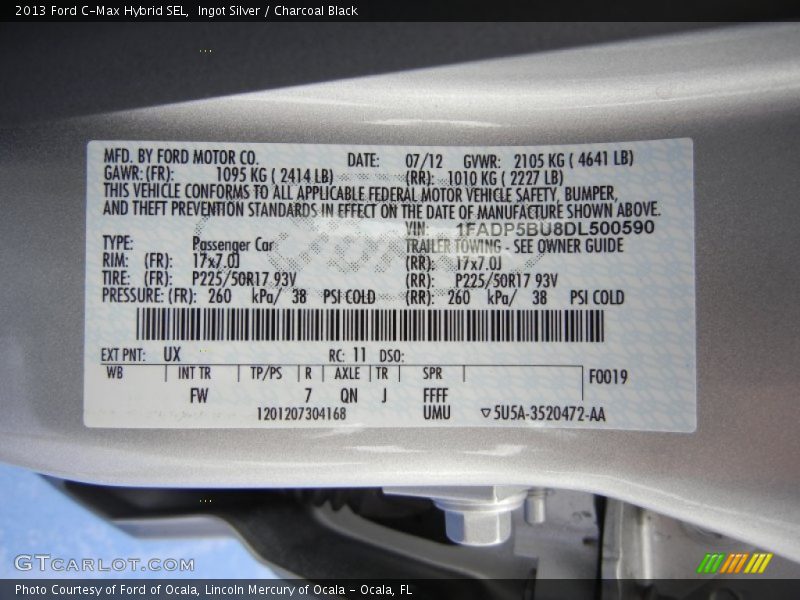 2013 Ford C-Max Hybrid SEL,  Ingot Silver / Charcoal Black
MFD. BY FORD MOTOR CO. DATE: 07/12 GVWR: 2105 KG ( 4641 LB)
GAWR: (FR): 1095 KG ( 2414 LB) (RR): 1010 KG ( 2227 LB)
THIS VEHICLE CONFORMS TO ALL APPLICABLE FEDERAL MOTOR VEHICLE SAFETY, BUMPER,
AND THEFT PREVENTION STANDARDS IN EFFECT ON THE DATE OF MANUFACTURE SHOWN ABOVE.
VIN: 1FADP5BU8DL500590
TYPE: Passenger Car TRAILER TOWING - SEE OWNER GUIDE
RIM: (FR): 17x7.0J (RR): 17x7.0J
TIRE: (FR): P225/50R17 93V (RR): P225/50R17 93V
PRESSURE: (FR): 260 kPa/ 38 PSI COLD (RR): 260 kPa/ 38 PSI COLD
EXT PNT: UX RC: 11 DSO:
WB INT TR TP/PS R AXLE TR SPR F0019
FW 7 QN J FFFF
1201207304168 UMU ▽5U5A-3520472-AA
GTCARLOT.COM
Photo Courtesy of Ford of Ocala, Lincoln Mercury of Ocala - Ocala, FL